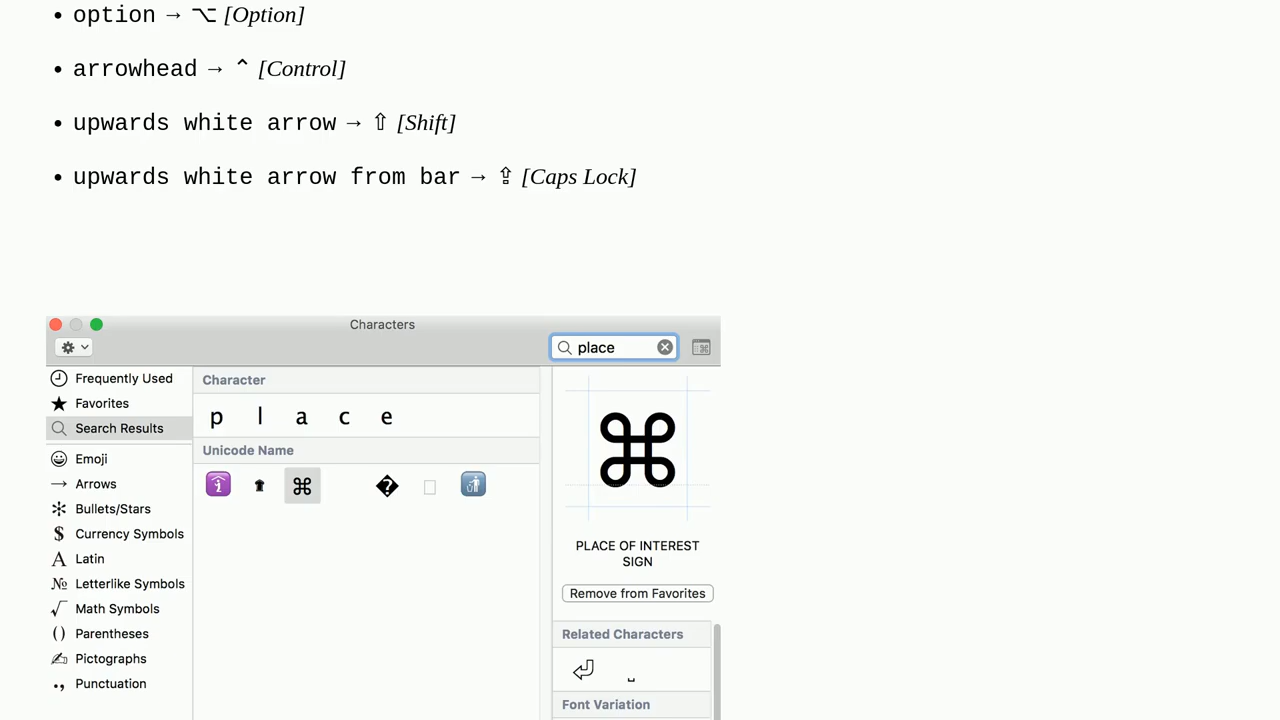 • option → ⌥ [Option]
• arrowhead → ⌃ [Control]
• upwards white arrow → ⇧ [Shift]
• upwards white arrow from bar → ⇪ [Caps Lock]
Characters
place
Frequently Used
Favorites
Search Results
Emoji
Arrows
Bullets/Stars
$ Currency Symbols
A Latin
№ Letterlike Symbols
√ Math Symbols
( ) Parentheses
Pictographs
., Punctuation
Character
p l a c e
Unicode Name
⌘ �
⌘
PLACE OF INTEREST
SIGN
Remove from Favorites
Related Characters
⏎ ⎵
Font Variation